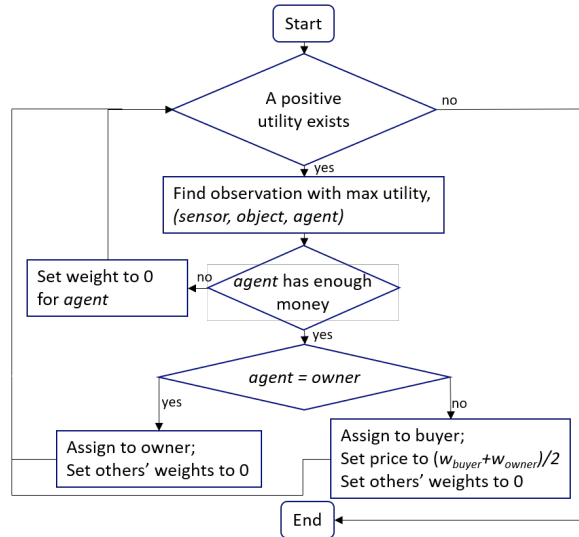 Start
A positive
utility exists
no
yes
Find observation with max utility,
(sensor, object, agent)
Set weight to 0
for agent
no
agent has enough
money
yes
agent = owner
yes
no
Assign to owner;
Set others' weights to 0
Assign to buyer;
Set price to (w_buyer+w_owner)/2
Set others' weights to 0
End